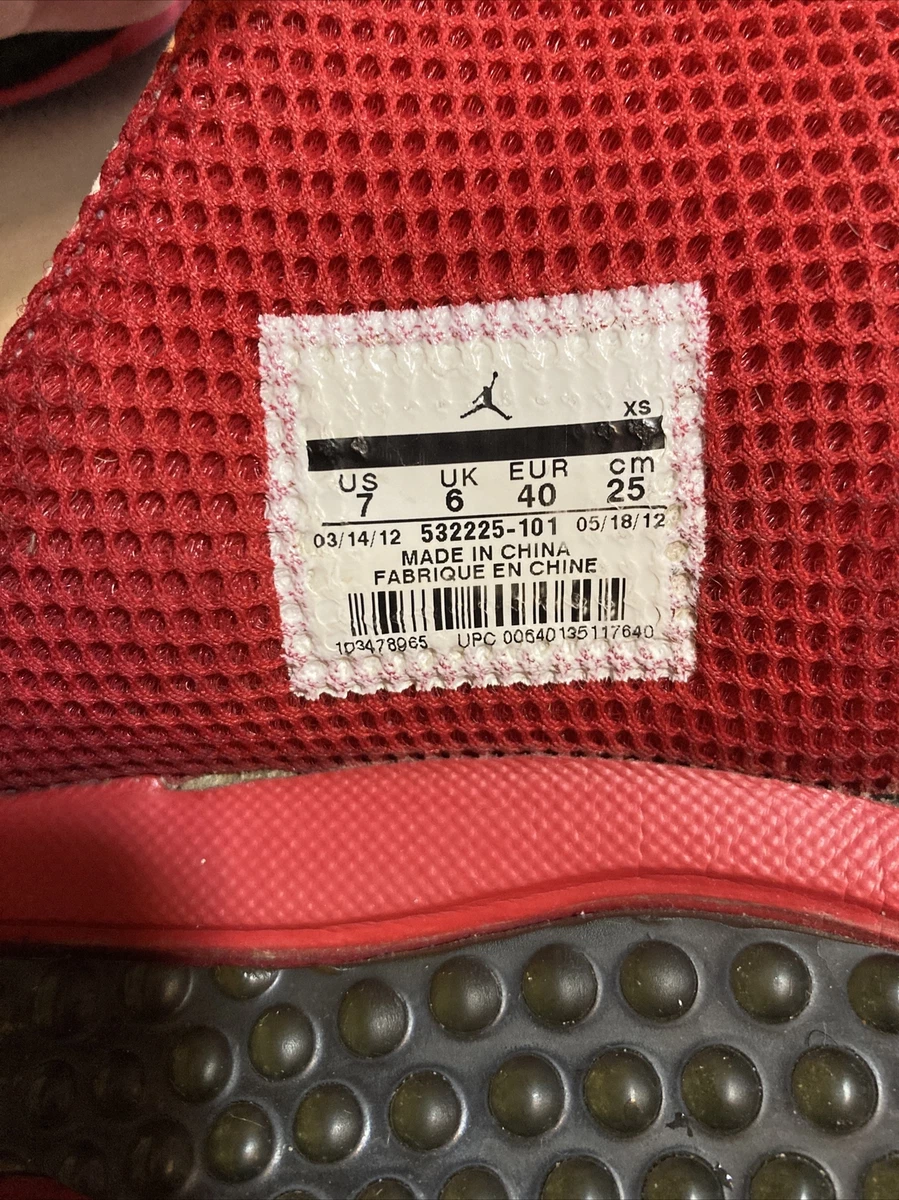 XS
US UK EUR cm
7 6 40 25
03/14/12 532225-101 05/18/12
MADE IN CHINA
FABRIQUE EN CHINE
103478965 UPC 00640135117640